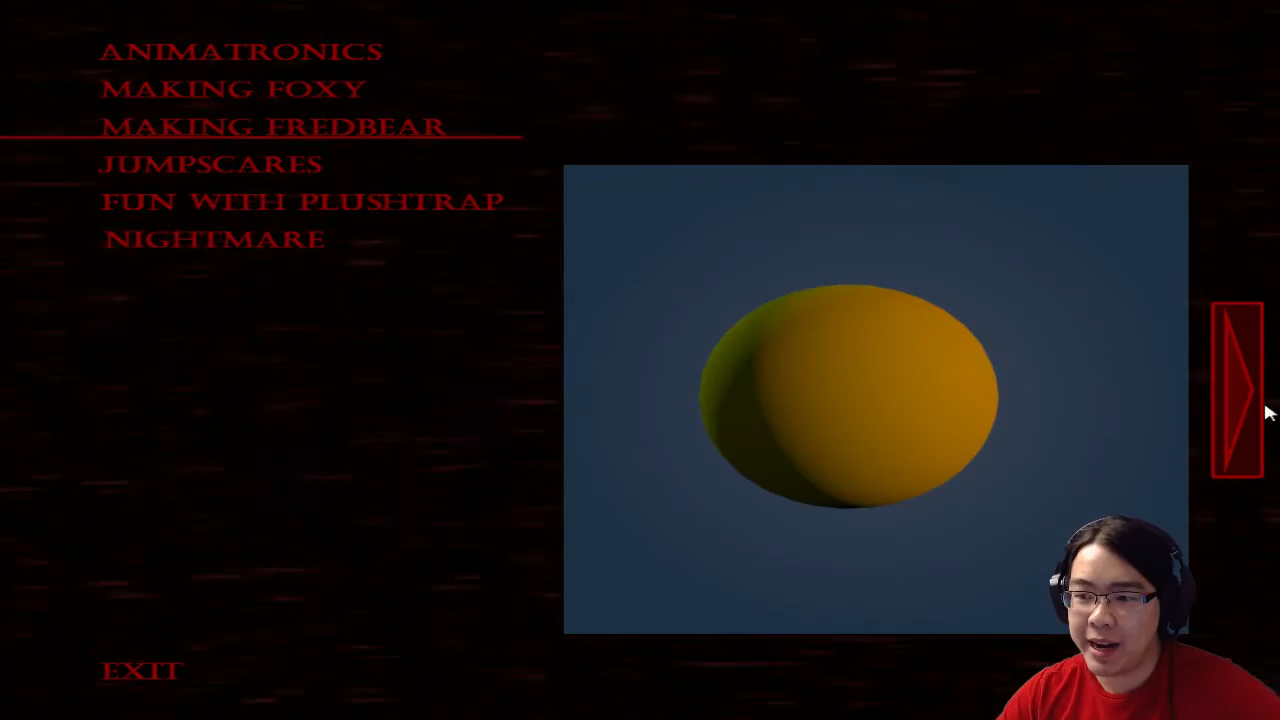 ANIMATRONICS
MAKING FOXY
MAKING FREDBEAR
JUMPSCARES
FUN WITH PLUSHTRAP
NIGHTMARE
EXIT